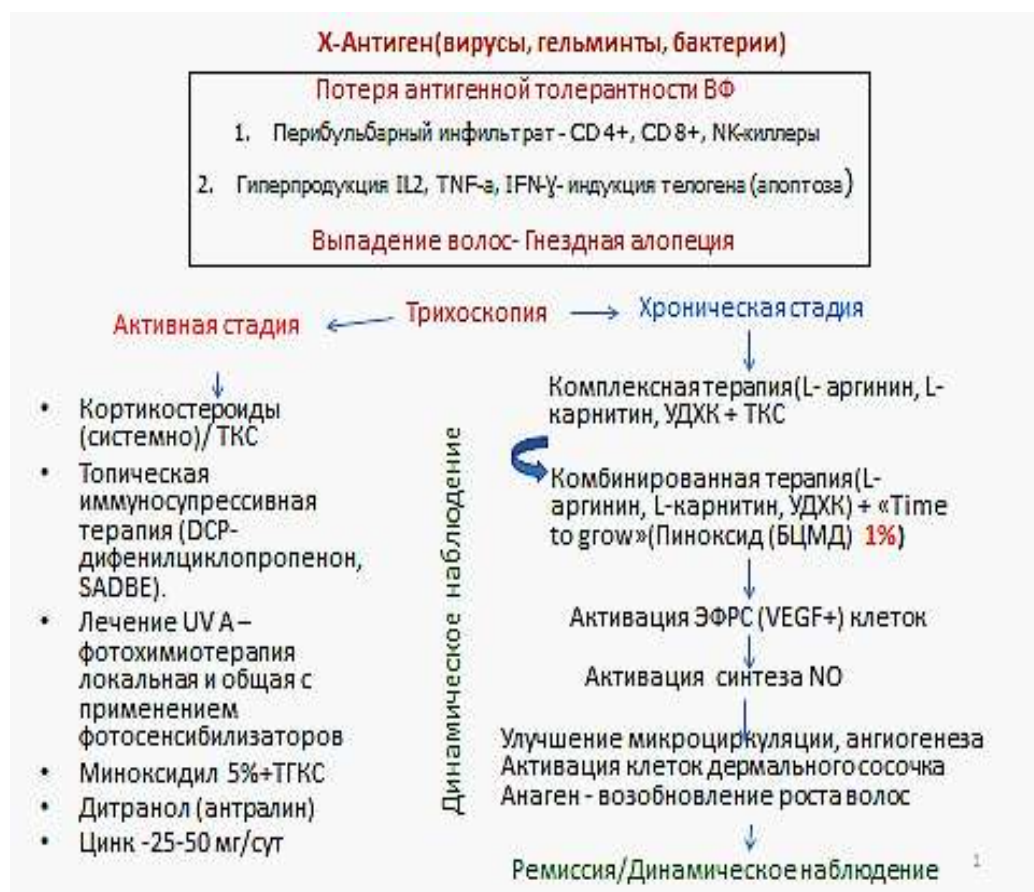 Х-Антиген(вирусы, гельминты, бактерии)
Потеря антигенной толерантности ВФ
1. Перибульбарный инфильтрат - CD 4+, CD 8+, NK-киллеры
2. Гиперпродукция IL2, TNF-a, IFN-γ- индукция телогена (апоптоза)
Выпадение волос- Гнездная алопеция
Трихоскопия
Активная стадия
• Кортикостероиды
(системно)/ ТКС
• Топическая
иммуносупрессивная
терапия (DCP-
дифенилциклопропенон,
SADBE).
• Лечение UV A –
фотохимиотерапия
локальная и общая с
применением
фотосенсибилизаторов
• Миноксидил 5%+ТГКС
• Дитранол (антралин)
• Цинк -25-50 мг/сут
Динамическое наблюдение
Хроническая стадия
Комплексная терапия(L- аргинин, L-
карнитин, УДХК + ТКС
Комбинированная терапия(L-
аргинин, L-карнитин, УДХК) + «Time
to grow»(Пиноксид (БЦМД) 1%)
Активация ЭФРС (VEGF+) клеток
Активация синтеза NO
Улучшение микроциркуляции, ангиогенеза
Активация клеток дермального сосочка
Анаген - возобновление роста волос
Ремиссия/Динамическое наблюдение
1